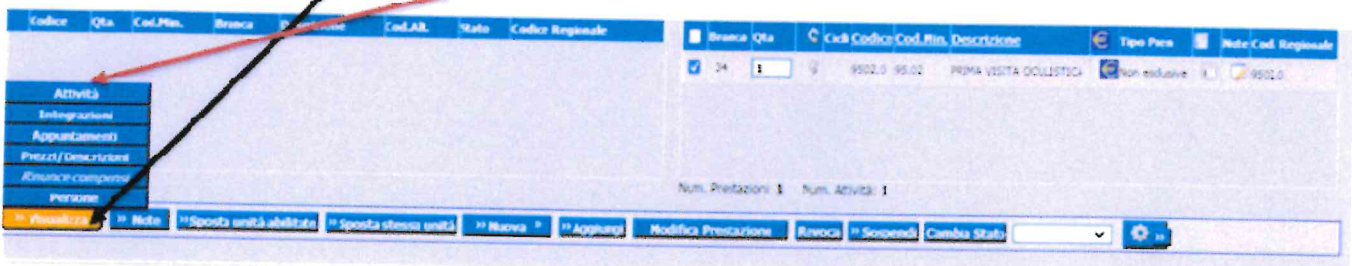 Codice Qta. Cod.Min. Branca Cod.Alt. Stato Codice Regionale
Branca Qta Cicli Codice Cod.Min. Descrizione Tipo Pren Note Cod. Regionale
34 1 9502.0 95.02 PRIMA VISITA OCULISTICA Non esclusive 9502.0
Attività
Integrazioni
Appuntamenti
Prezzi/Descrizioni
Rinunce compensi
Persone
Num. Prestazioni: 1 Num. Attività: 1
» Visualizza » Note »Sposta unità abilitate »Sposta stessa unità » Nuova » »Aggiungi Modifica Prestazione Revoca »Sospendi Cambia Stato »